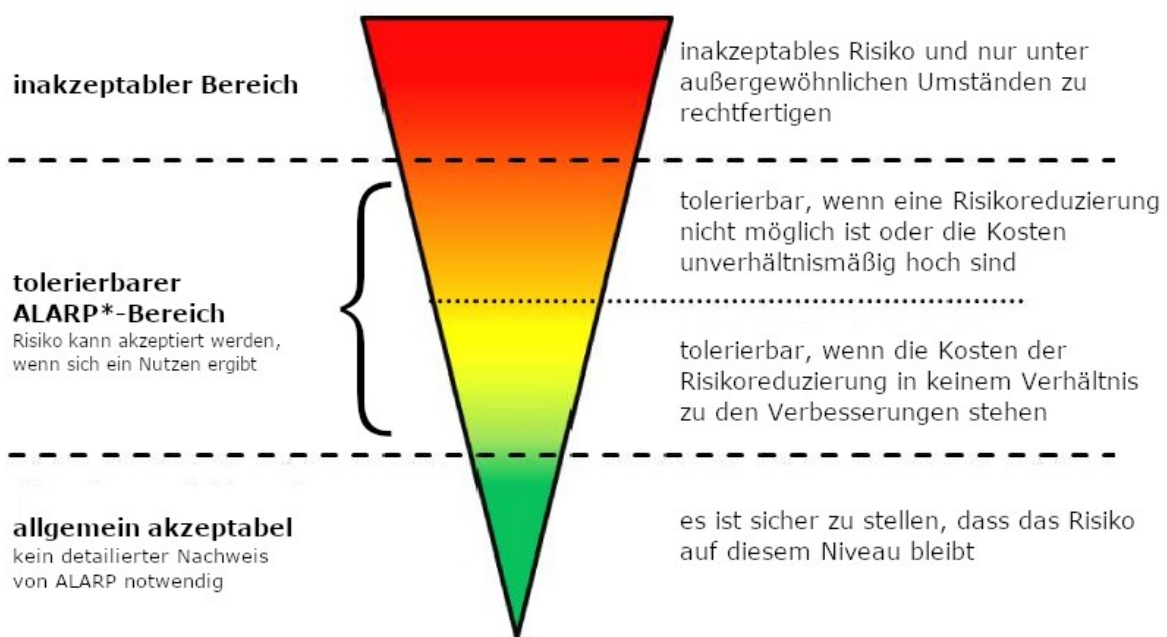 inakzeptabler Bereich
inakzeptables Risiko und nur unter
außergewöhnlichen Umständen zu
rechtfertigen
tolerierbarer
ALARP*-Bereich
Risiko kann akzeptiert werden,
wenn sich ein Nutzen ergibt
tolerierbar, wenn eine Risikoreduzierung
nicht möglich ist oder die Kosten
unverhältnismäßig hoch sind
tolerierbar, wenn die Kosten der
Risikoreduzierung in keinem Verhältnis
zu den Verbesserungen stehen
allgemein akzeptabel
kein detailierter Nachweis
von ALARP notwendig
es ist sicher zu stellen, dass das Risiko
auf diesem Niveau bleibt